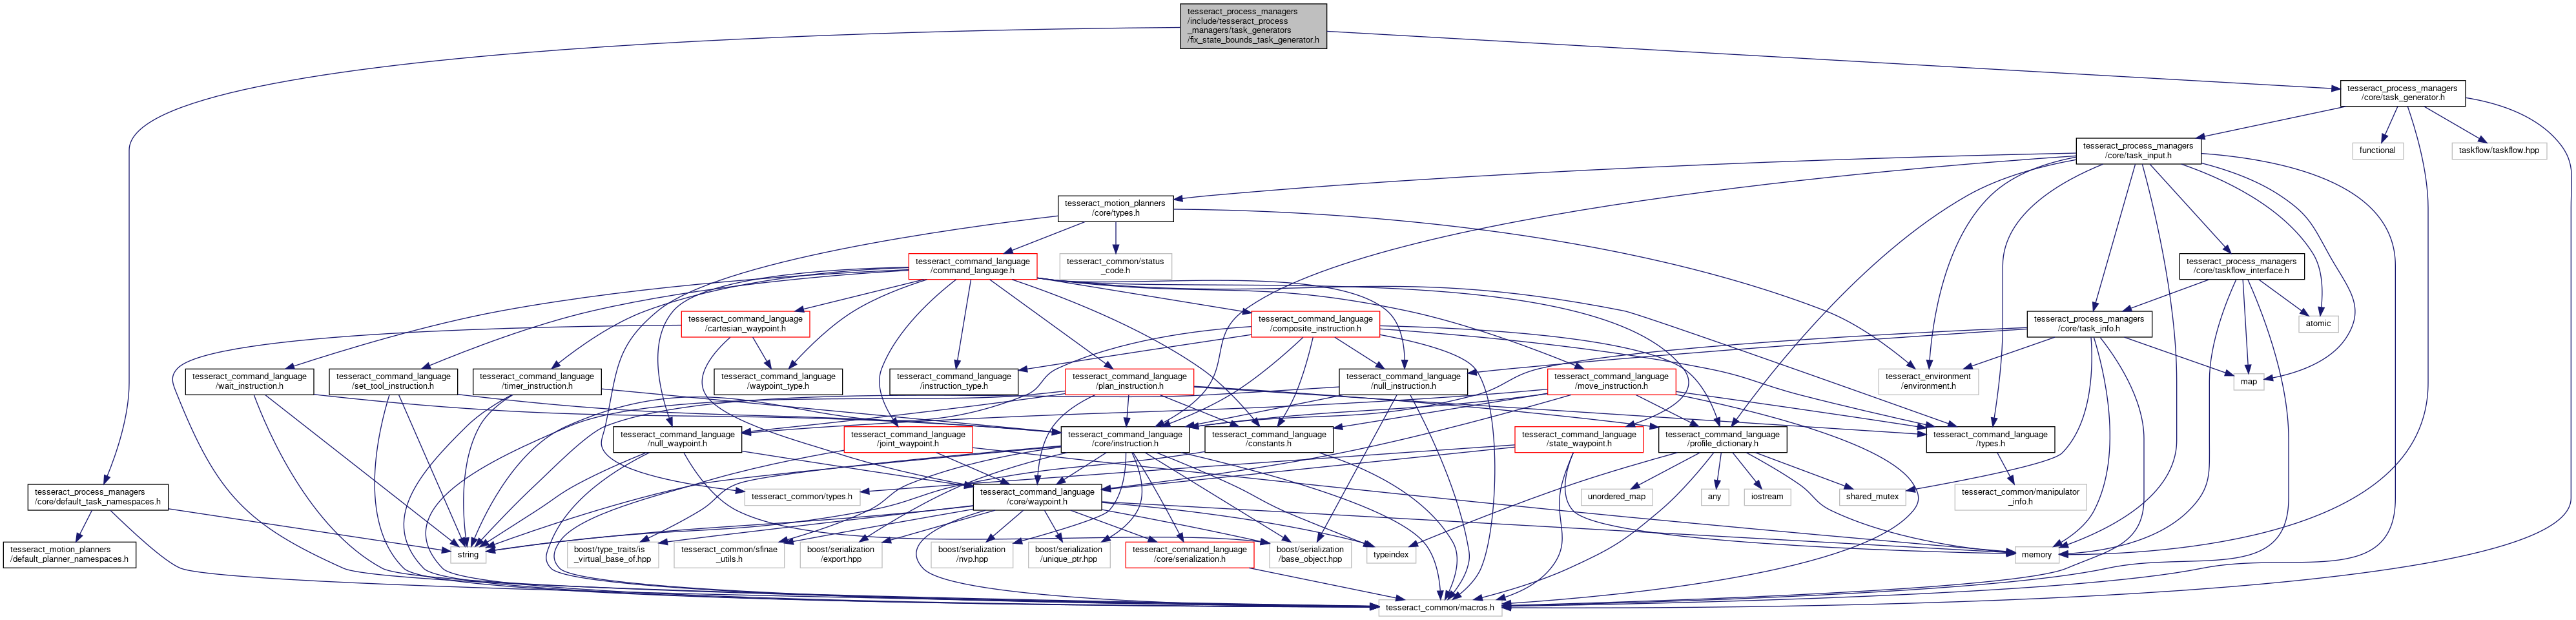 tesseract_process_managers
/include/tesseract_process
_managers/task_generators
/fix_state_bounds_task_generator.h
tesseract_process_managers
/core/task_generator.h
tesseract_process_managers
/core/task_input.h
functional
taskflow/taskflow.hpp
tesseract_motion_planners
/core/types.h
tesseract_command_language
/command_language.h
tesseract_common/status
_code.h
tesseract_process_managers
/core/taskflow_interface.h
tesseract_command_language
/cartesian_waypoint.h
tesseract_command_language
/composite_instruction.h
tesseract_process_managers
/core/task_info.h
atomic
tesseract_command_language
/wait_instruction.h
tesseract_command_language
/set_tool_instruction.h
tesseract_command_language
/timer_instruction.h
tesseract_command_language
/waypoint_type.h
tesseract_command_language
/instruction_type.h
tesseract_command_language
/plan_instruction.h
tesseract_command_language
/null_instruction.h
tesseract_command_language
/move_instruction.h
tesseract_environment
/environment.h
map
tesseract_command_language
/null_waypoint.h
tesseract_command_language
/joint_waypoint.h
tesseract_command_language
/core/instruction.h
tesseract_command_language
/constants.h
tesseract_command_language
/state_waypoint.h
tesseract_command_language
/profile_dictionary.h
tesseract_command_language
/types.h
tesseract_process_managers
/core/default_task_namespaces.h
tesseract_common/types.h
tesseract_command_language
/core/waypoint.h
unordered_map
any
iostream
shared_mutex
tesseract_common/manipulator
_info.h
tesseract_motion_planners
/default_planner_namespaces.h
string
boost/type_traits/is
_virtual_base_of.hpp
tesseract_common/sfinae
_utils.h
boost/serialization
/export.hpp
boost/serialization
/nvp.hpp
boost/serialization
/unique_ptr.hpp
tesseract_command_language
/core/serialization.h
boost/serialization
/base_object.hpp
typeindex
memory
tesseract_common/macros.h